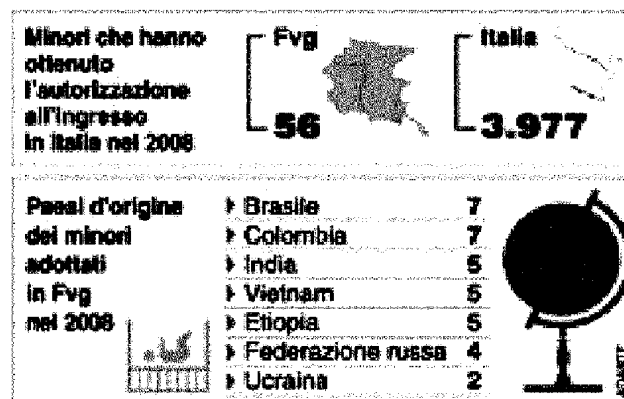 Minori che hanno
ottenuto
l'autorizzazione
all'ingresso
in Italia nel 2008
Fvg
56
Italia
3.977
Paesi d'origine
dei minori
adottati
in Fvg
nel 2008
Brasile 7
Colombia 7
India 5
Vietnam 5
Etiopia 5
Federazione russa 4
Ucraina 2